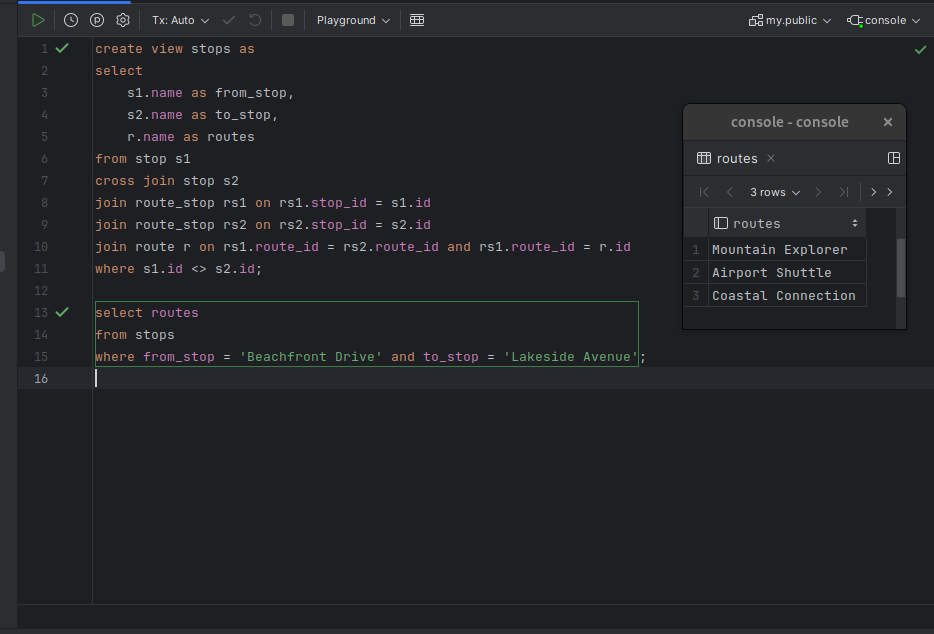 Tx: Auto Playground my.public console
1 create view stops as
2 select
3 s1.name as from_stop,
4 s2.name as to_stop,
5 r.name as routes
6 from stop s1
7 cross join stop s2
8 join route_stop rs1 on rs1.stop_id = s1.id
9 join route_stop rs2 on rs2.stop_id = s2.id
10 join route r on rs1.route_id = rs2.route_id and rs1.route_id = r.id
11 where s1.id <> s2.id;
12
13 select routes
14 from stops
15 where from_stop = 'Beachfront Drive' and to_stop = 'Lakeside Avenue';
16
console - console
routes
3 rows
routes
1 Mountain Explorer
2 Airport Shuttle
3 Coastal Connection